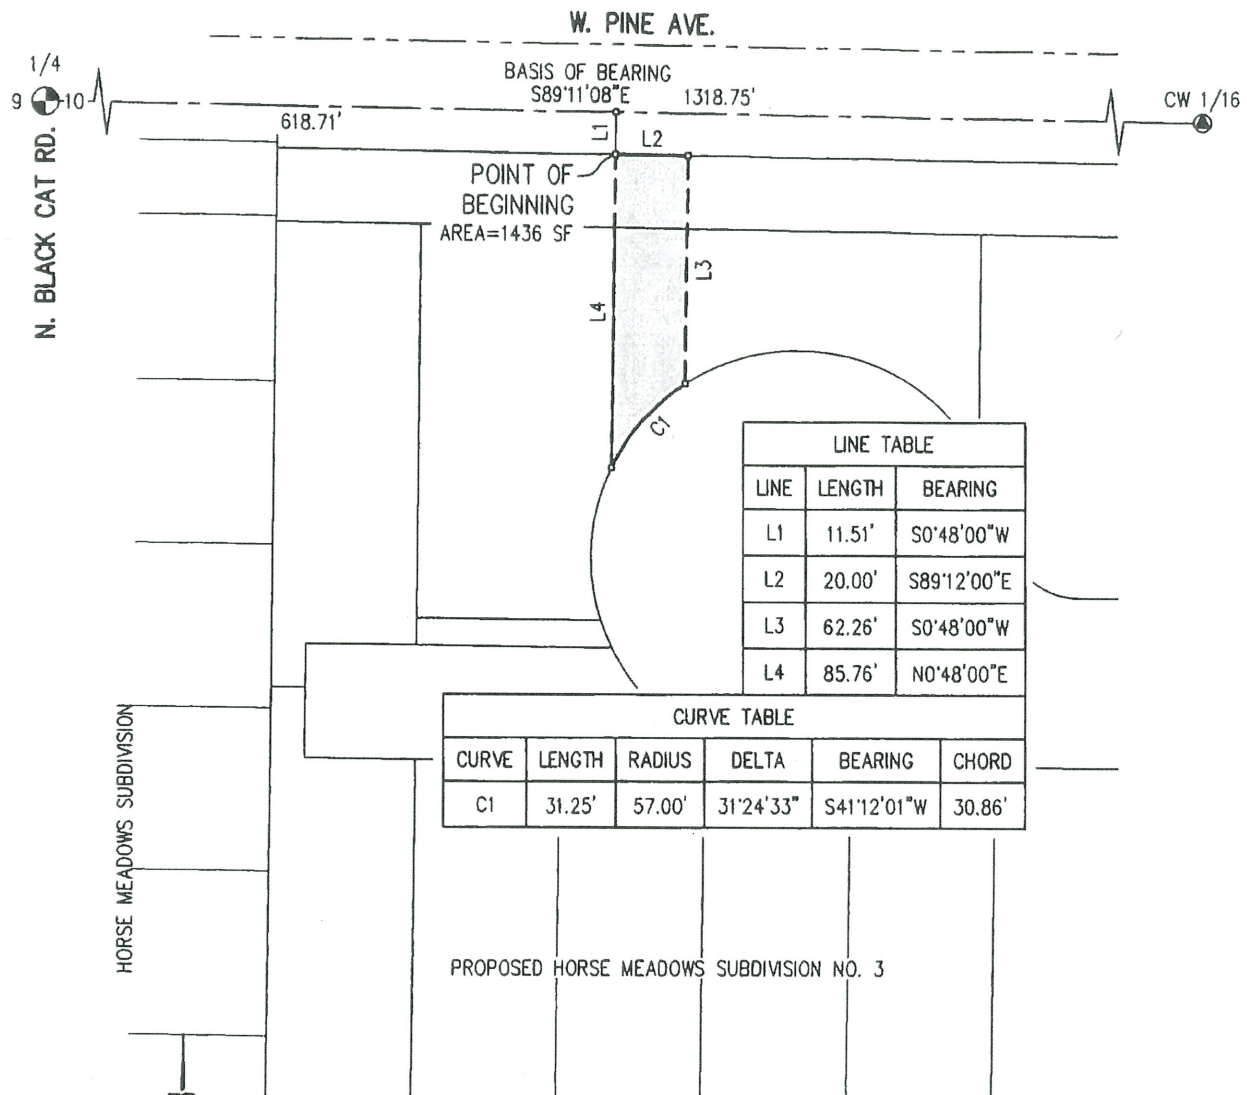 W. PINE AVE.
1/4
9 10
BASIS OF BEARING
S89°11'08"E 1318.75'
CW 1/16
618.71'
L1 L2
N. BLACK CAT RD.
POINT OF
BEGINNING
AREA=1436 SF
L3
L4
C1
LINE TABLE
LINE LENGTH BEARING
L1 11.51' S0°48'00"W
L2 20.00' S89°12'00"E
L3 62.26' S0°48'00"W
L4 85.76' N0°48'00"E
CURVE TABLE
CURVE LENGTH RADIUS DELTA BEARING CHORD
C1 31.25' 57.00' 31°24'33" S41°12'01"W 30.86'
HORSE MEADOWS SUBDIVISION
PROPOSED HORSE MEADOWS SUBDIVISION NO. 3